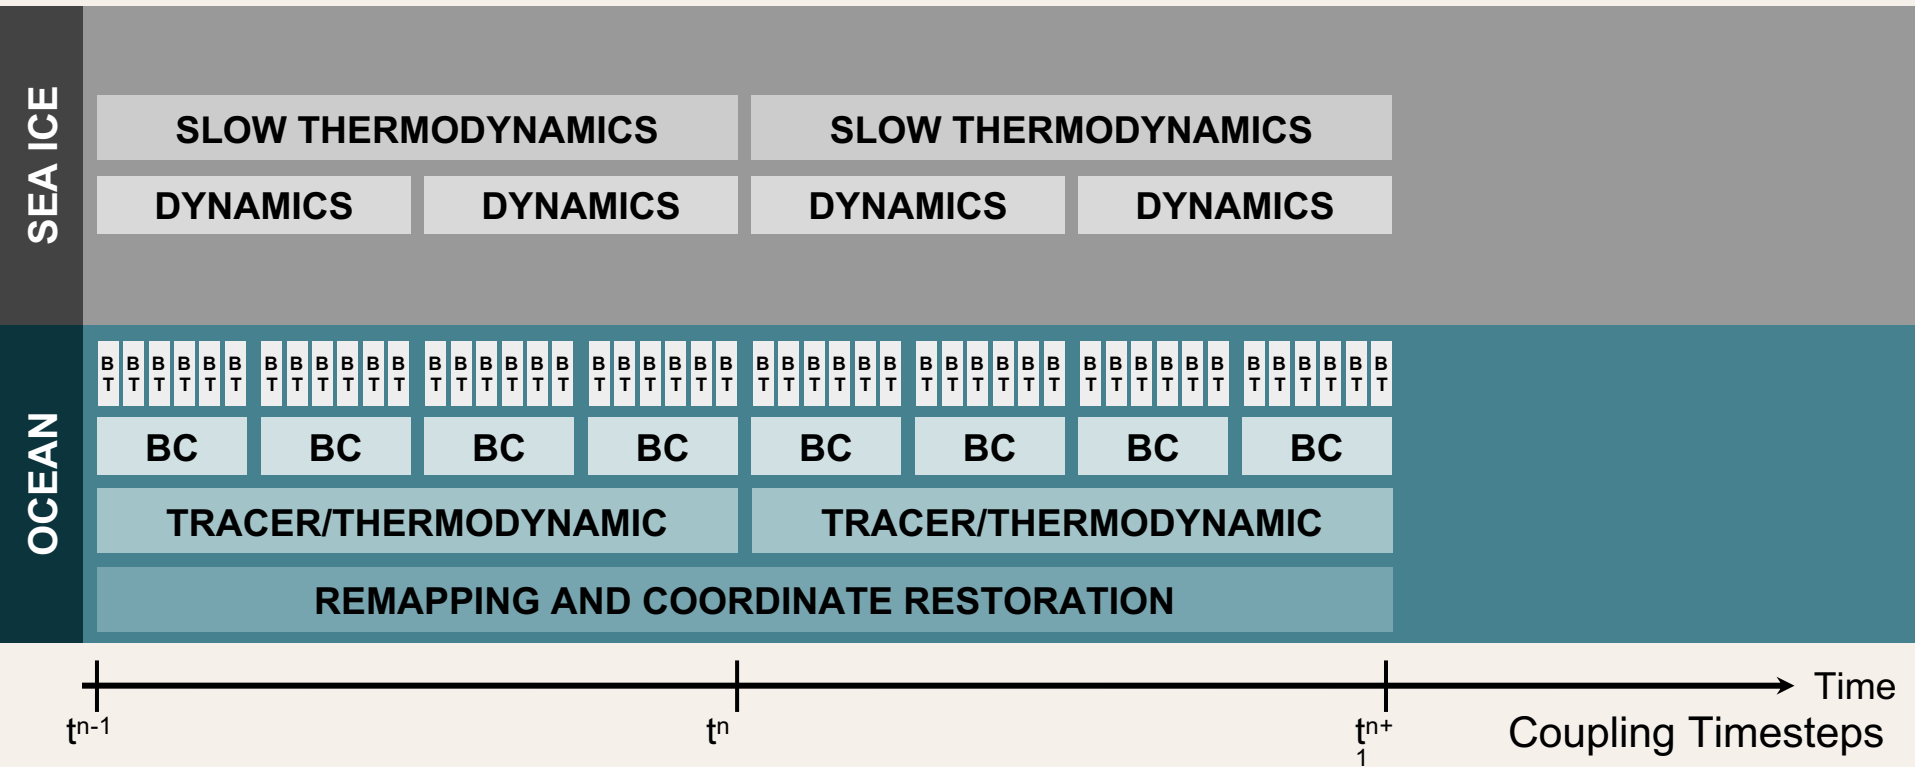 SEA ICE
SLOW THERMODYNAMICS SLOW THERMODYNAMICS
DYNAMICS DYNAMICS DYNAMICS DYNAMICS
OCEAN
B B B B B B B B B B B B B B B B B B B B B B B B B B B B B B B B B B B B B B B B B B B B B B B B
T T T T T T T T T T T T T T T T T T T T T T T T T T T T T T T T T T T T T T T T T T T T T T T T
BC BC BC BC BC BC BC BC
TRACER/THERMODYNAMIC TRACER/THERMODYNAMIC
REMAPPING AND COORDINATE RESTORATION
Time
tn-1 tn tn+
1
Coupling Timesteps